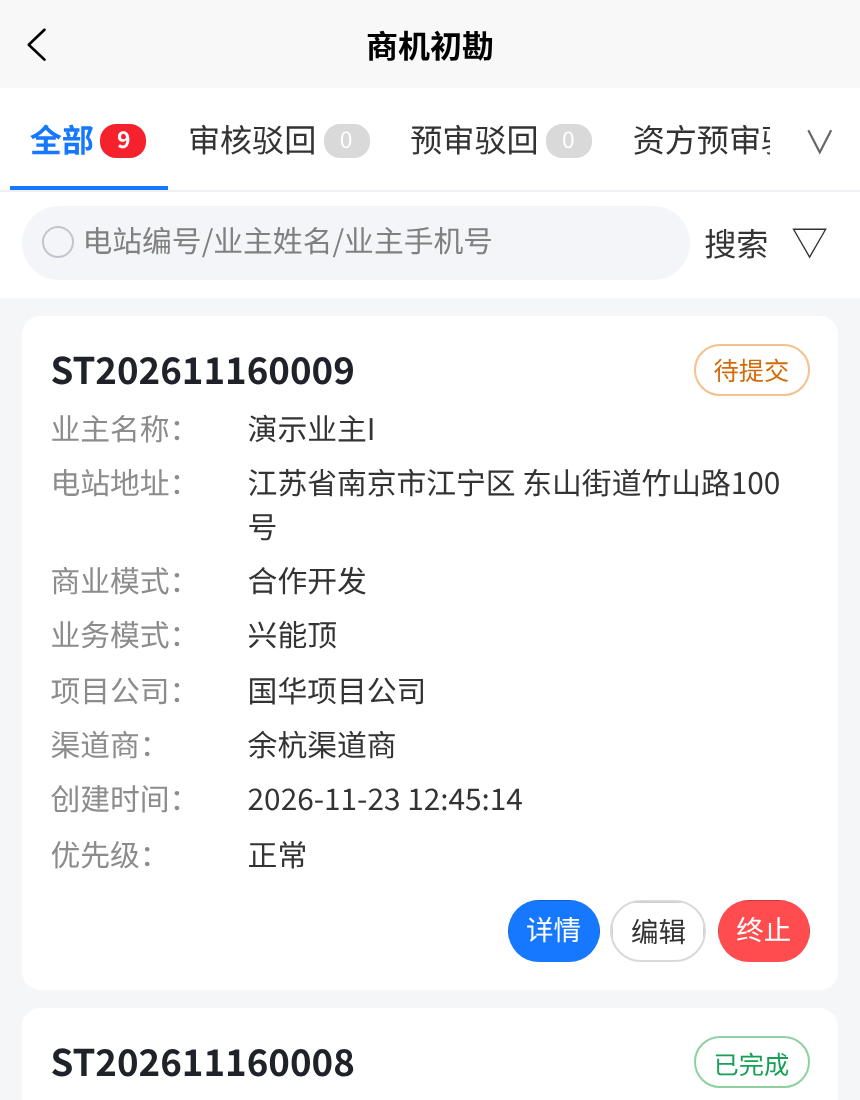 商机初勘
全部 9 审核驳回 0 预审驳回 0 资方预审
电站编号/业主姓名/业主手机号 搜索
ST202611160009 待提交
业主名称： 演示业主I
电站地址： 江苏省南京市江宁区 东山街道竹山路100
号
商业模式： 合作开发
业务模式： 兴能顶
项目公司： 国华项目公司
渠道商： 余杭渠道商
创建时间： 2026-11-23 12:45:14
优先级： 正常
详情 编辑 终止
ST202611160008 已完成